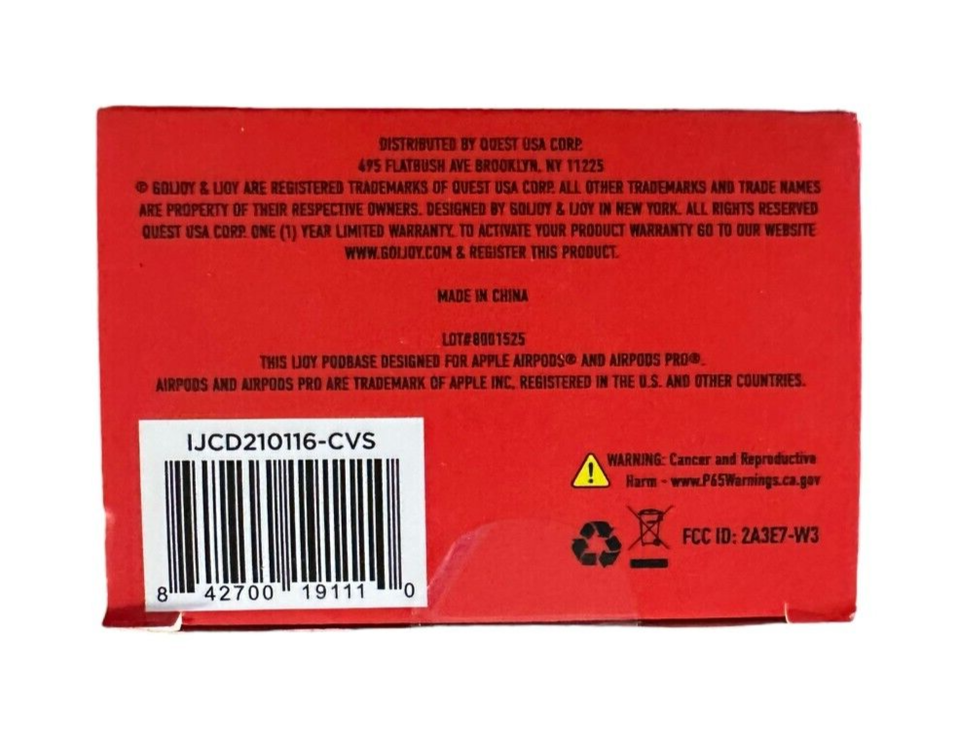 DISTRIBUTED BY QUEST USA CORP.
495 FLATBUSH AVE BROOKLYN, NY 11225
® GOIJOY & IJOY ARE REGISTERED TRADEMARKS OF QUEST USA CORP. ALL OTHER TRADEMARKS AND TRADE NAMES
ARE PROPERTY OF THEIR RESPECTIVE OWNERS. DESIGNED BY GOIJOY & IJOY IN NEW YORK. ALL RIGHTS RESERVED
QUEST USA CORP. ONE (1) YEAR LIMITED WARRANTY. TO ACTIVATE YOUR PRODUCT WARRANTY GO TO OUR WEBSITE
WWW.GOIJOY.COM & REGISTER THIS PRODUCT.
MADE IN CHINA
LOT#8001525
THIS IJOY PODBASE DESIGNED FOR APPLE AIRPODS® AND AIRPODS PRO®.
AIRPODS AND AIRPODS PRO ARE TRADEMARK OF APPLE INC, REGISTERED IN THE U.S. AND OTHER COUNTRIES.
IJCD210116-CVS
8 42700 19111 0
WARNING: Cancer and Reproductive
Harm - www.P65Warnings.ca.gov
FCC ID: 2A3E7-W3